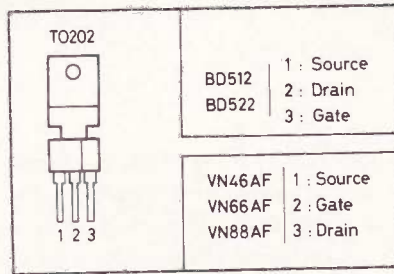 TO202
1 2 3
BD512
BD522
1 : Source
2 : Drain
3 : Gate
VN46AF
VN66AF
VN88AF
1 : Source
2 : Gate
3 : Drain